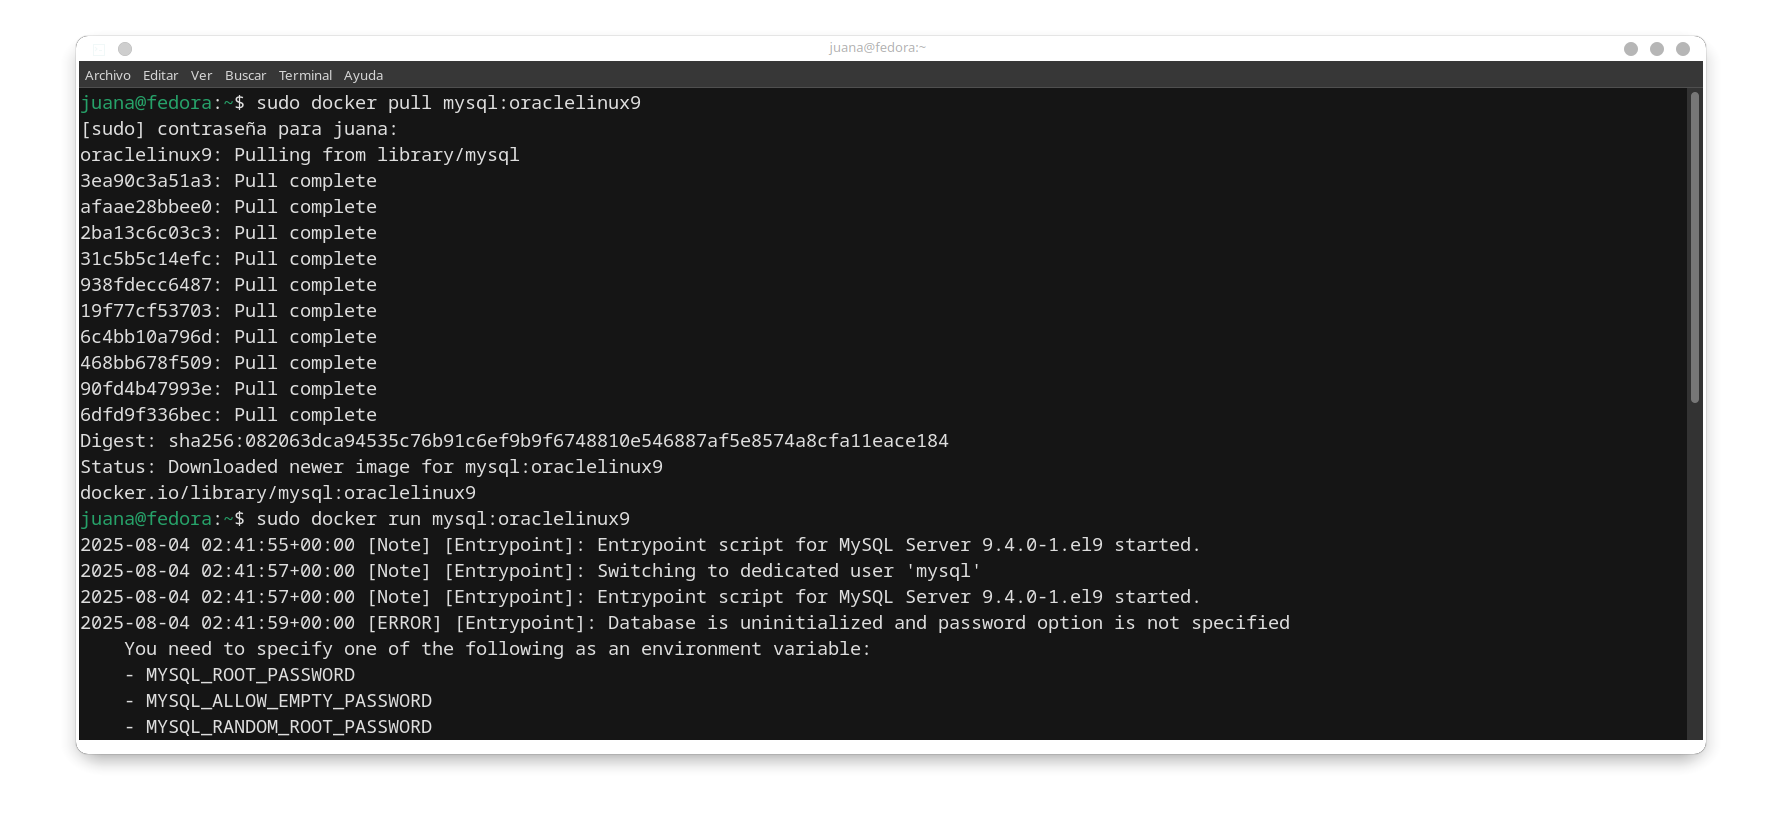 juana@fedora:~
Archivo Editar Ver Buscar Terminal Ayuda
juana@fedora:~$ sudo docker pull mysql:oraclelinux9
[sudo] contraseña para juana:
oraclelinux9: Pulling from library/mysql
3ea90c3a51a3: Pull complete
afaae28bbee0: Pull complete
2ba13c6c03c3: Pull complete
31c5b5c14efc: Pull complete
938fdecc6487: Pull complete
19f77cf53703: Pull complete
6c4bb10a796d: Pull complete
468bb678f509: Pull complete
90fd4b47993e: Pull complete
6dfd9f336bec: Pull complete
Digest: sha256:082063dca94535c76b91c6ef9b9f6748810e546887af5e8574a8cfa11eace184
Status: Downloaded newer image for mysql:oraclelinux9
docker.io/library/mysql:oraclelinux9
juana@fedora:~$ sudo docker run mysql:oraclelinux9
2025-08-04 02:41:55+00:00 [Note] [Entrypoint]: Entrypoint script for MySQL Server 9.4.0-1.el9 started.
2025-08-04 02:41:57+00:00 [Note] [Entrypoint]: Switching to dedicated user 'mysql'
2025-08-04 02:41:57+00:00 [Note] [Entrypoint]: Entrypoint script for MySQL Server 9.4.0-1.el9 started.
2025-08-04 02:41:59+00:00 [ERROR] [Entrypoint]: Database is uninitialized and password option is not specified
    You need to specify one of the following as an environment variable:
    - MYSQL_ROOT_PASSWORD
    - MYSQL_ALLOW_EMPTY_PASSWORD
    - MYSQL_RANDOM_ROOT_PASSWORD